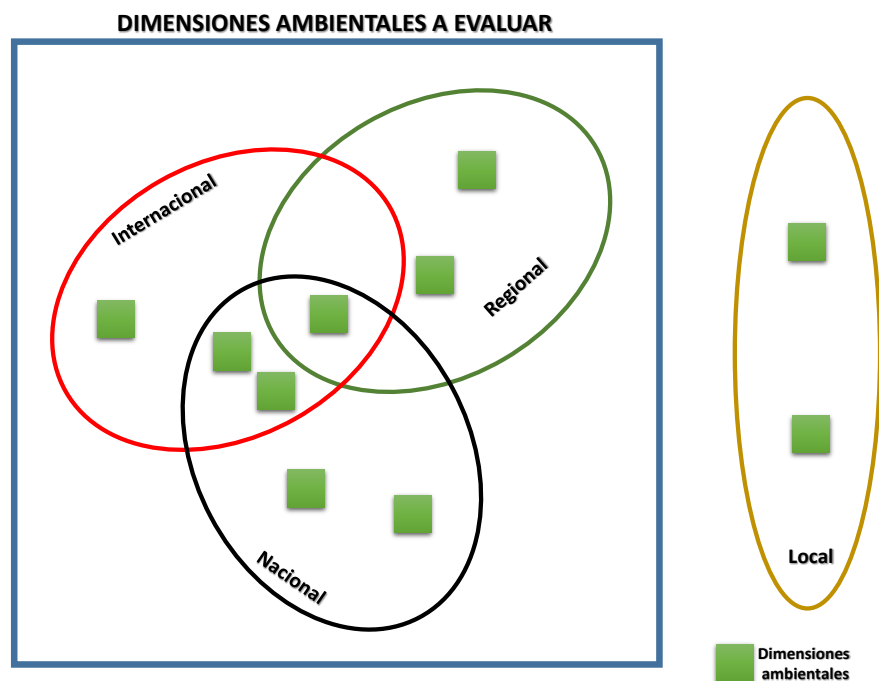 DIMENSIONES AMBIENTALES A EVALUAR
Internacional
Regional
Nacional
Local
Dimensiones
ambientales